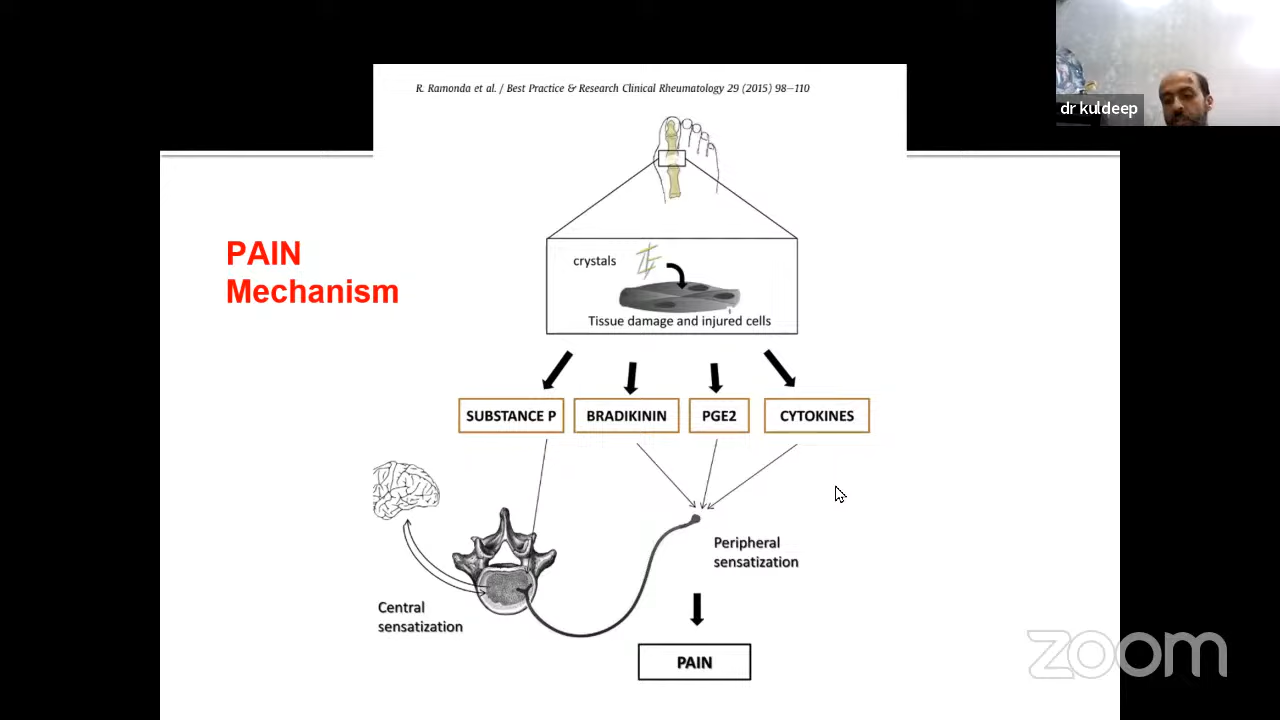 R. Ramonda et al. / Best Practice & Research Clinical Rheumatology 29 (2015) 98–110
dr kuldeep
PAIN
Mechanism
crystals
Tissue damage and injured cells
SUBSTANCE P
BRADIKININ
PGE2
CYTOKINES
Peripheral
sensatization
Central
sensatization
PAIN
zoom